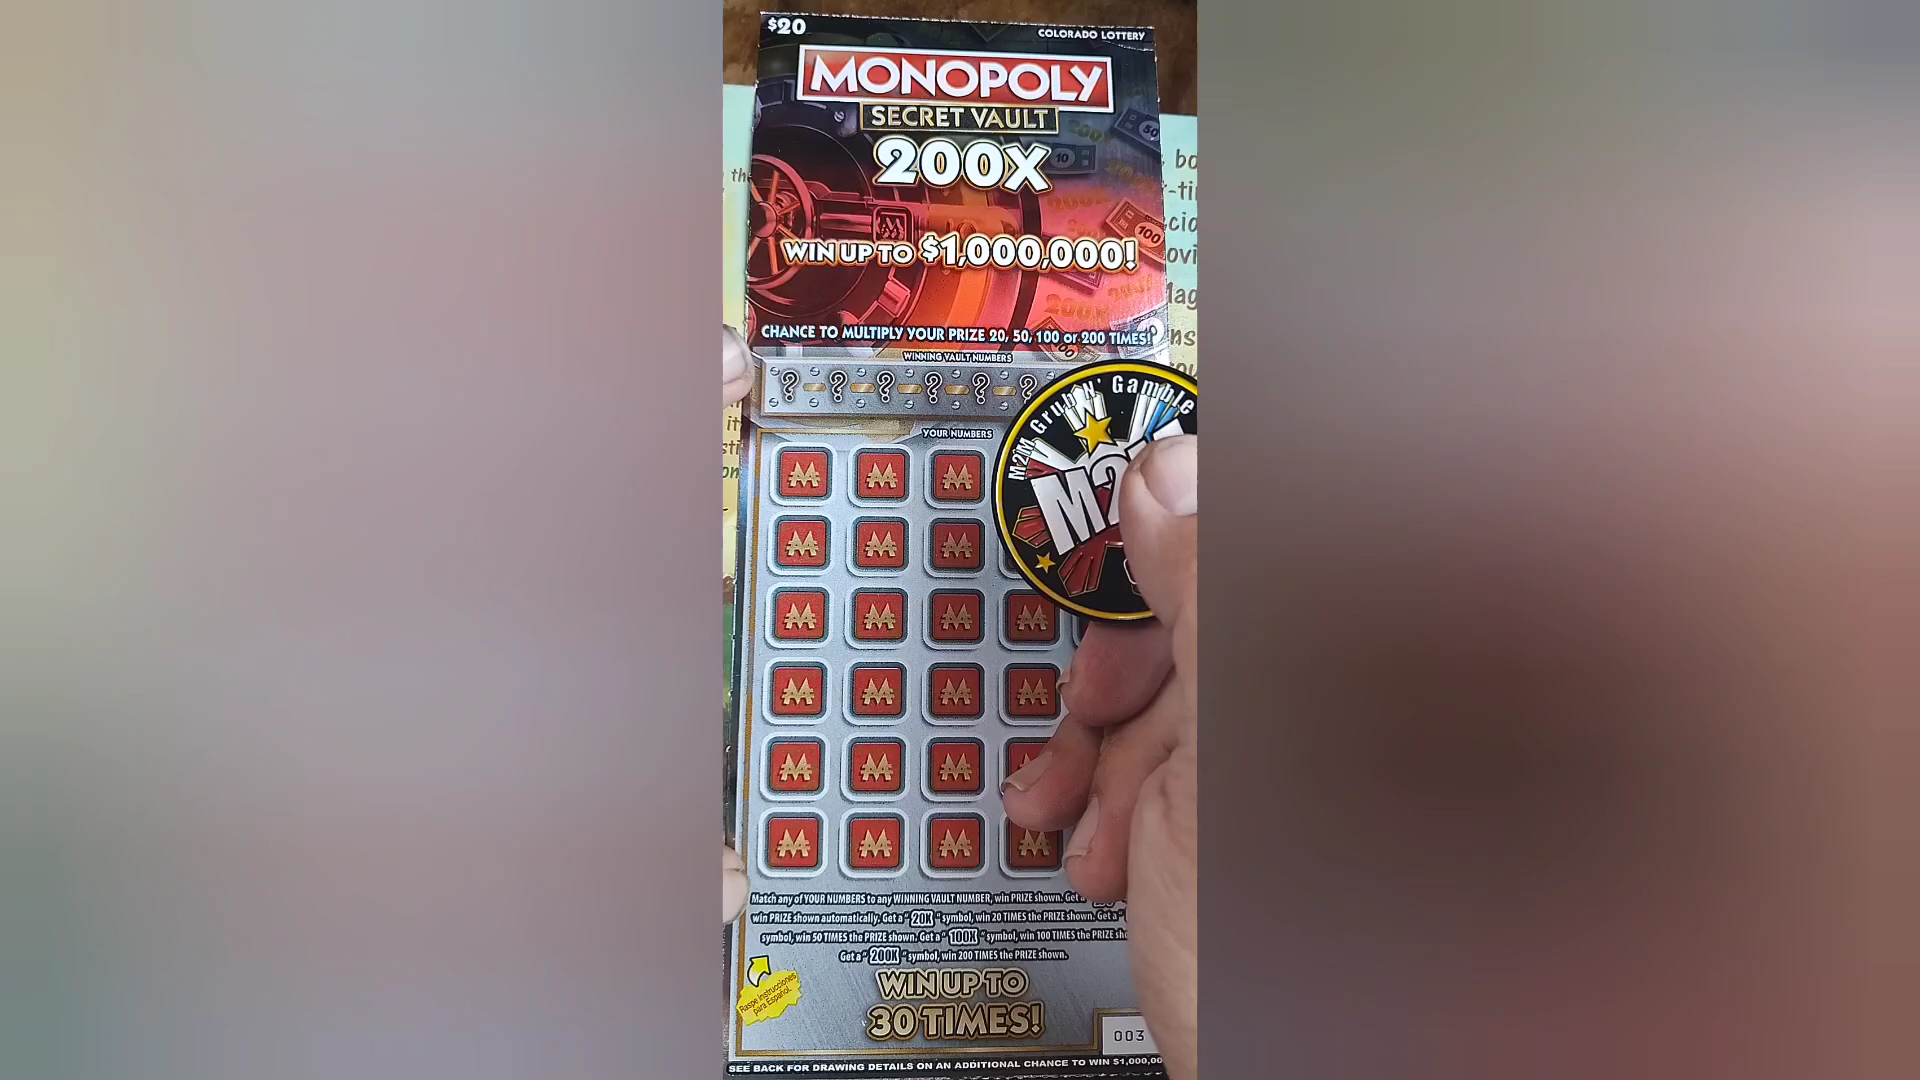 $20
COLORADO LOTTERY
MONOPOLY
SECRET VAULT
200X
WIN UP TO $1,000,000!
CHANCE TO MULTIPLY YOUR PRIZE 20, 50, 100 or 200 TIMES!
WINNING VAULT NUMBERS
? ? ? ? ? ?
YOUR NUMBERS
M2M Grub N' Gamble
Match any of YOUR NUMBERS to any WINNING VAULT NUMBER, win PRIZE shown. Get a
win PRIZE shown automatically. Get a "20X" symbol, win 20 TIMES the PRIZE shown. Get a "
symbol, win 50 TIMES the PRIZE shown. Get a "100X" symbol, win 100 TIMES the PRIZE
Get a "200X" symbol, win 200 TIMES the PRIZE shown.
Raspe instrucciones
para Español.
WIN UP TO
30 TIMES!
003
SEE BACK FOR DRAWING DETAILS ON AN ADDITIONAL CHANCE TO WIN $1,000,00